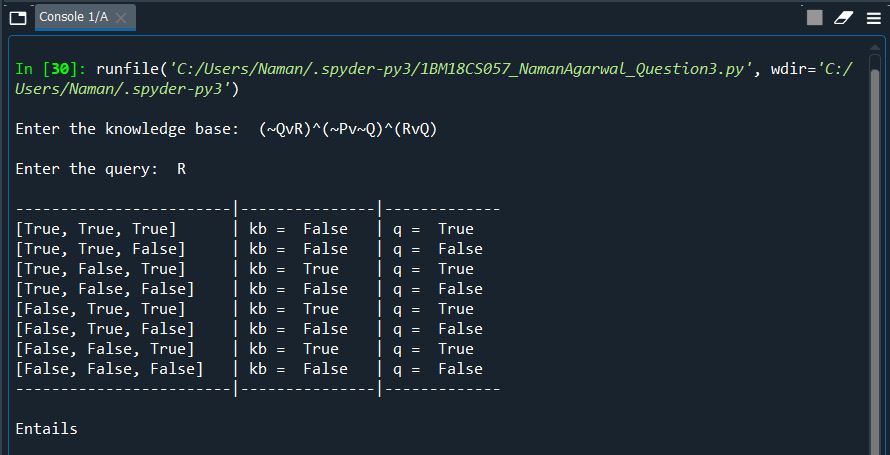 Console 1/A
In [30]: runfile('C:/Users/Naman/.spyder-py3/1BM18CS057_NamanAgarwal_Question3.py', wdir='C:/
Users/Naman/.spyder-py3')
Enter the knowledge base:  (~QvR)^(~Pv~Q)^(RvQ)
Enter the query:  R
------------------------|---------------|-------------
[True, True, True]      | kb =  False   | q =  True
[True, True, False]     | kb =  False   | q =  False
[True, False, True]     | kb =  True    | q =  True
[True, False, False]    | kb =  False   | q =  False
[False, True, True]     | kb =  True    | q =  True
[False, True, False]    | kb =  False   | q =  False
[False, False, True]    | kb =  True    | q =  True
[False, False, False]   | kb =  False   | q =  False
------------------------|---------------|-------------
Entails